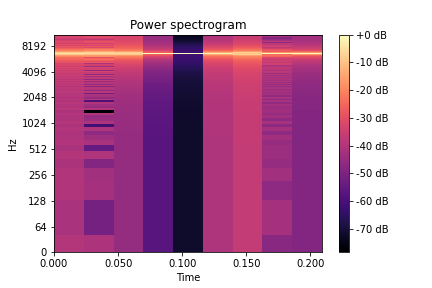 Power spectrogram
Hz
8192
4096
2048
1024
512
256
128
64
0
0.000 0.050 0.100 0.150 0.200
Time
+0 dB
-10 dB
-20 dB
-30 dB
-40 dB
-50 dB
-60 dB
-70 dB